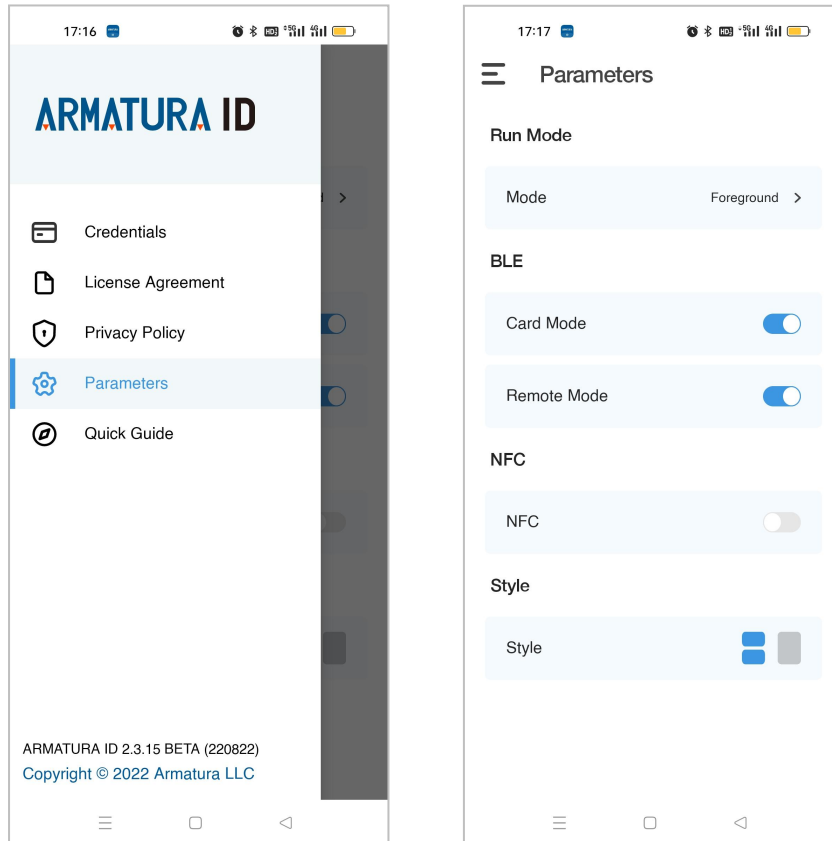 17:16
ARMATURA ID
Credentials
License Agreement
Privacy Policy
Parameters
Quick Guide
ARMATURA ID 2.3.15 BETA (220822)
Copyright © 2022 Armatura LLC
17:17
Parameters
Run Mode
Mode Foreground
BLE
Card Mode
Remote Mode
NFC
NFC
Style
Style